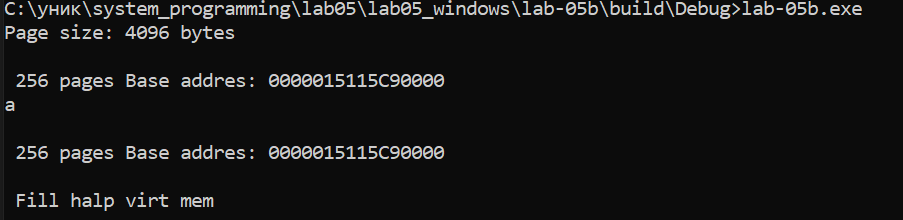 C:\уник\system_programming\lab05\lab05_windows\lab-05b\build\Debug>lab-05b.exe
Page size: 4096 bytes
256 pages Base addres: 0000015115C90000
a
256 pages Base addres: 0000015115C90000
Fill halp virt mem